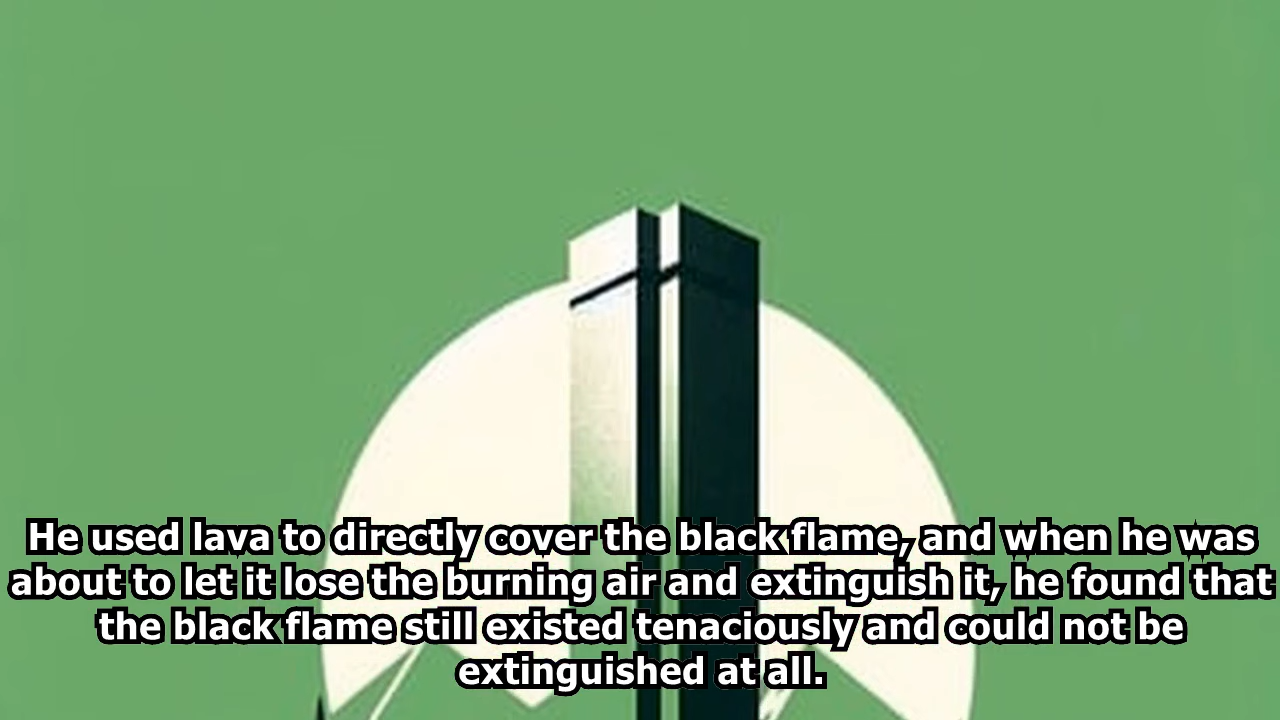 He used lava to directly cover the black flame, and when he was
about to let it lose the burning air and extinguish it, he found that
the black flame still existed tenaciously and could not be
extinguished at all.